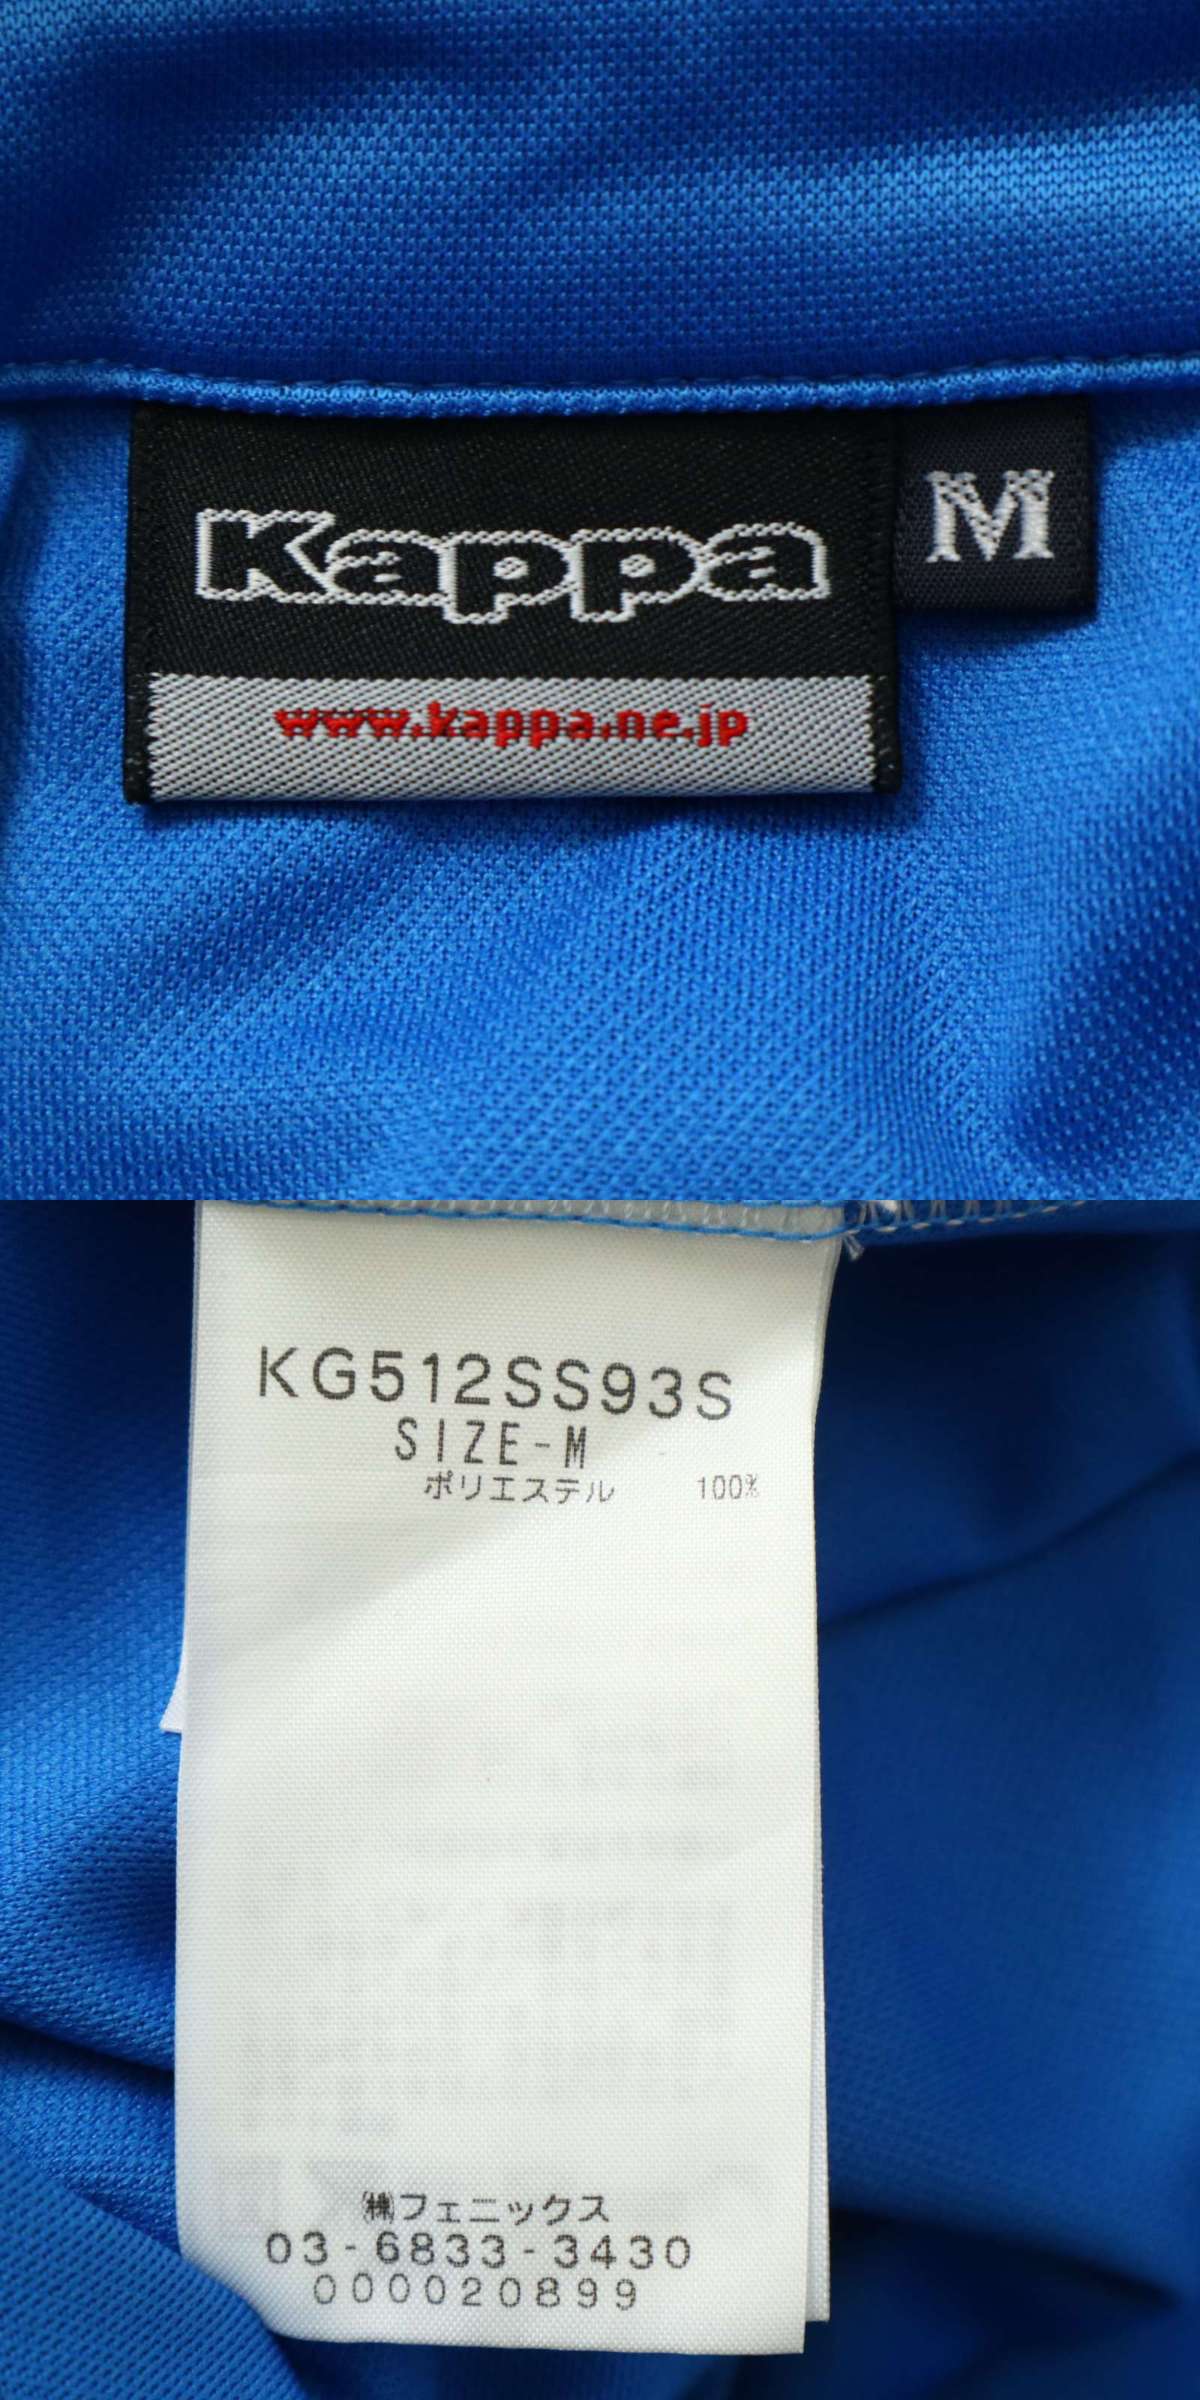 Kappa
M
www.kappa.ne.jp
KG512SS93S
SIZE-M
ポリエステル 100%
㈱フェニックス
03-6833-3430
000020899